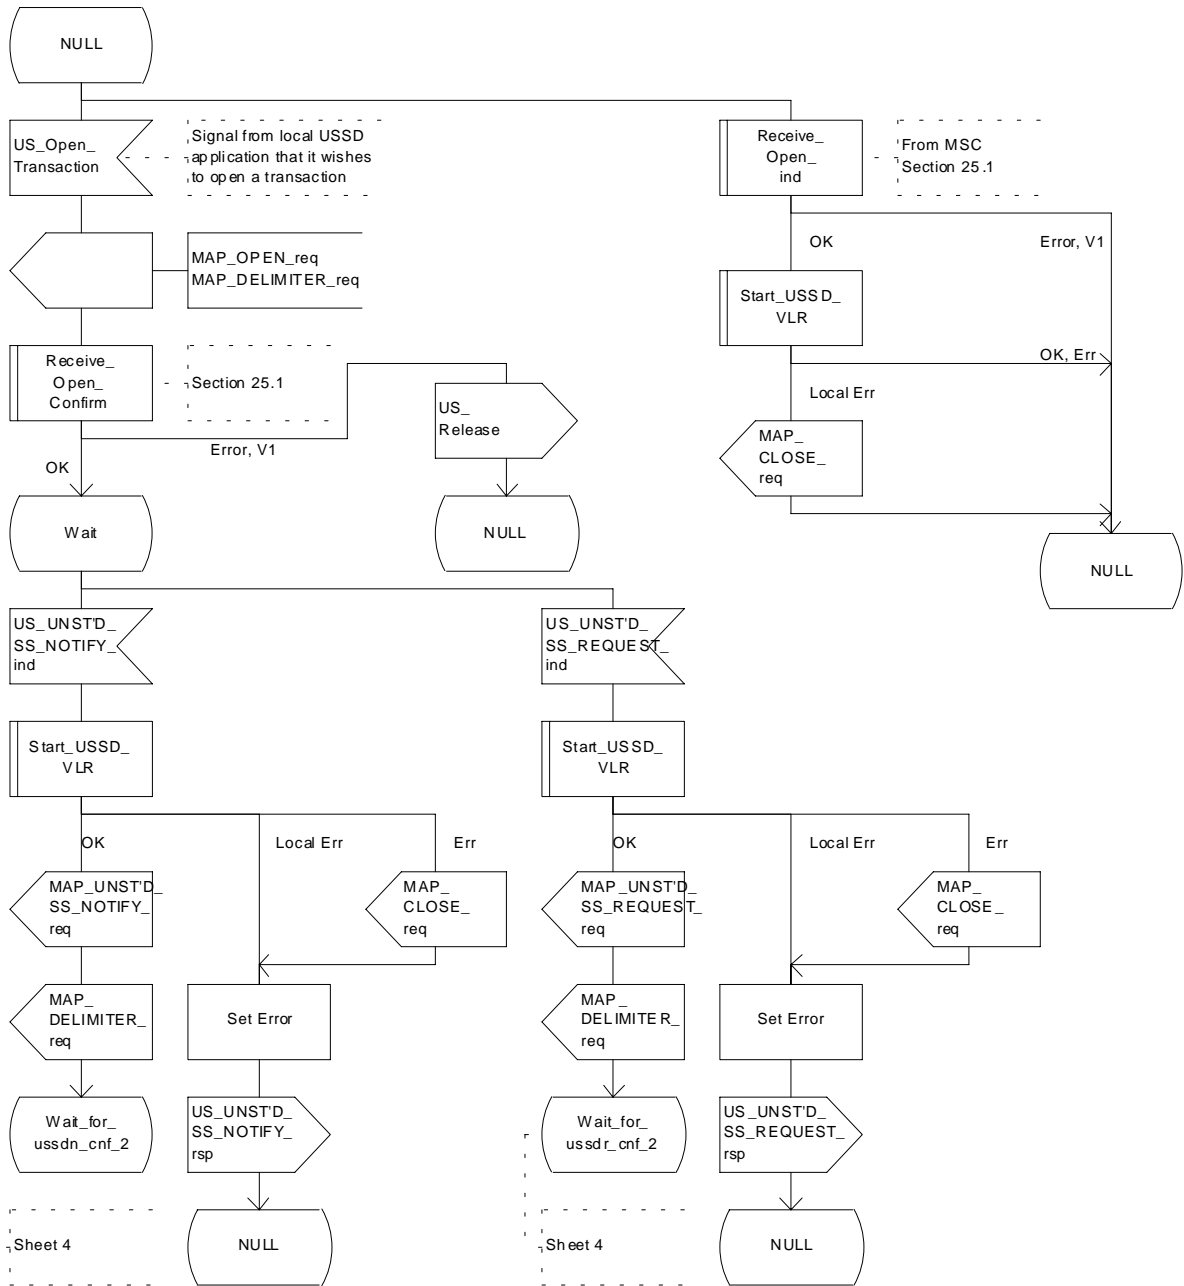 NULL
US_Open_
Transaction
Signal from local USSD
application that it wishes
to open a transaction
Receive_
Open_
ind
From MSC
Section 25.1
OK
Error, V1
MAP_OPEN_req
MAP_DELIMITER_req
Start_USSD_
VLR
OK, Err
Receive_
Open_
Confirm
Section 25.1
US_
Release
Local Err
MAP_
CLOSE_
req
Error, V1
OK
Wait
NULL
NULL
US_UNST'D_
SS_NOTIFY_
ind
US_UNST'D_
SS_REQUEST_
ind
Start_USSD_
VLR
Start_USSD_
VLR
OK
Local Err
Err
OK
Local Err
Err
MAP_UNST'D_
SS_NOTIFY_
req
MAP_
CLOSE_
req
MAP_UNST'D_
SS_REQUEST_
req
MAP_
CLOSE_
req
MAP_
DELIMITER_
req
Set Error
MAP_
DELIMITER_
req
Set Error
Wait_for_
ussdn_cnf_2
US_UNST'D_
SS_NOTIFY_
rsp
Wait_for_
ussdr_cnf_2
US_UNST'D_
SS_REQUEST_
rsp
Sheet 4
NULL
Sheet 4
NULL